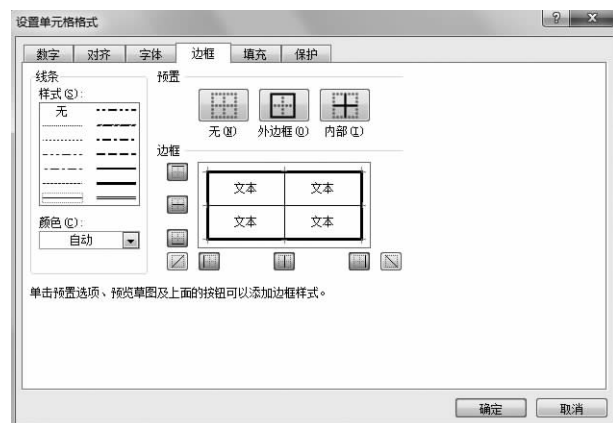 设置单元格格式
数字 对齐 字体 边框 填充 保护
线条
样式(S):
无
颜色(C):
自动
预置
无(N) 外边框(O) 内部(I)
边框
文本 文本
文本 文本
单击预置选项、预览草图及上面的按钮可以添加边框样式。
确定 取消